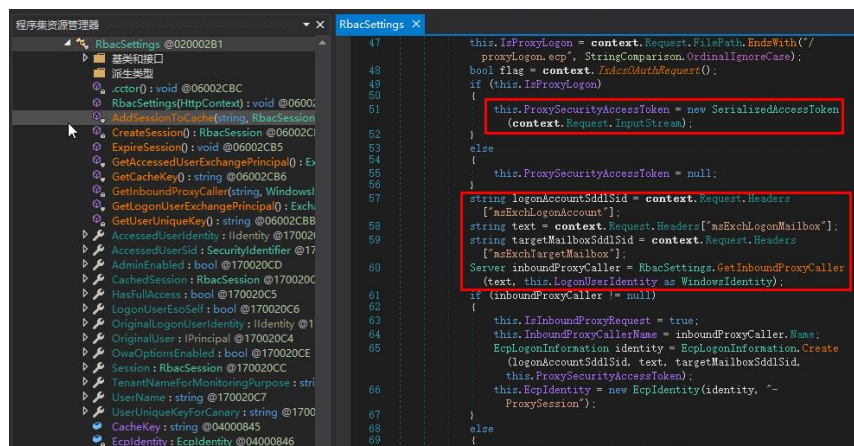 程序集资源管理器
RbacSettings @020002B1
基类和接口
派生类型
.cctor() : void @06002CBC
RbacSettings(HttpContext) : void @06002
AddSessionToCache(string, RbacSession
CreateSession() : RbacSession @06002C
ExpireSession() : void @06002CB5
GetAccessedUserExchangePrincipal() : Ex
GetCacheKey() : string @06002CB6
GetInboundProxyCaller(string, WindowsI
GetLogonUserExchangePrincipal() : Exch
GetUserUniqueKey() : string @06002CBB
AccessedUserIdentity : IIdentity @17002
AccessedUserSid : SecurityIdentifier @17
AdminEnabled : bool @170020CD
CachedSession : RbacSession @170020C
HasFullAccess : bool @170020C5
LogonUserEsoSelf : bool @170020C6
OriginalLogonUserIdentity : IIdentity @1
OriginalUser : IPrincipal @170020C4
OwaOptionsEnabled : bool @170020CE
Session : RbacSession @170020CC
TenantNameForMonitoringPurpose : stri
UserName : string @170020C7
UserUniqueKeyForCanary : string @1700
CacheKey : string @04000845
EcpIdentity : EcpIdentity @04000846
RbacSettings ×
47 this.IsProxyLogon = context.Request.FilePath.EndsWith("/
proxyLogon.ecp", StringComparison.OrdinalIgnoreCase);
48 bool flag = context.IsAcsOAuthRequest();
49 if (this.IsProxyLogon)
50 {
51 this.ProxySecurityAccessToken = new SerializedAccessToken
(context.Request.InputStream);
52 }
53 else
54 {
55 this.ProxySecurityAccessToken = null;
56 }
57 string logonAccountSddlSid = context.Request.Headers
["msExchLogonAccount"];
58 string text = context.Request.Headers["msExchLogonMailbox"];
59 string targetMailboxSddlSid = context.Request.Headers
["msExchTargetMailbox"];
60 Server inboundProxyCaller = RbacSettings.GetInboundProxyCaller
(text, this.LogonUserIdentity as WindowsIdentity);
61 if (inboundProxyCaller != null)
62 {
63 this.IsInboundProxyRequest = true;
64 this.InboundProxyCallerName = inboundProxyCaller.Name;
65 EcpLogonInformation identity = EcpLogonInformation.Create
(logonAccountSddlSid, text, targetMailboxSddlSid,
this.ProxySecurityAccessToken);
66 this.EcpIdentity = new EcpIdentity(identity, "-
ProxySession");
67 }
68 else
69 {